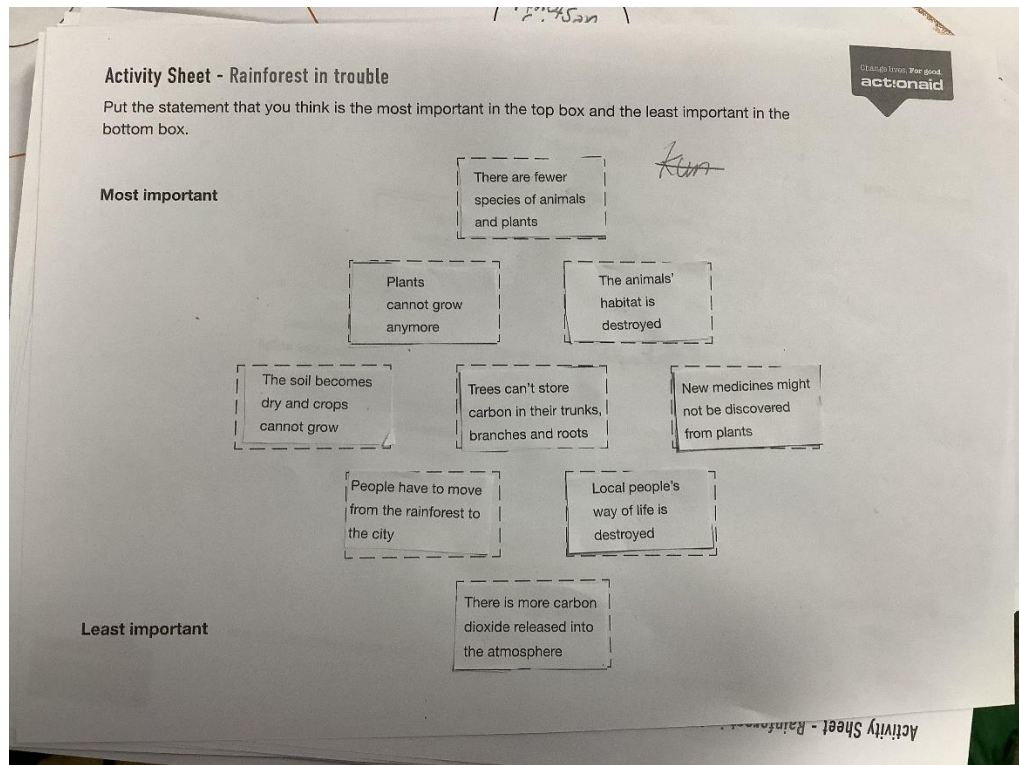 Activity Sheet - Rainforest in trouble
Change lives. For good.
actionaid
Put the statement that you think is the most important in the top box and the least important in the
bottom box.
Most important
There are fewer
species of animals
and plants
Plants
cannot grow
anymore
The animals'
habitat is
destroyed
The soil becomes
dry and crops
cannot grow
Trees can't store
carbon in their trunks,
branches and roots
New medicines might
not be discovered
from plants
People have to move
from the rainforest to
the city
Local people's
way of life is
destroyed
Least important
There is more carbon
dioxide released into
the atmosphere
Activity Sheet -